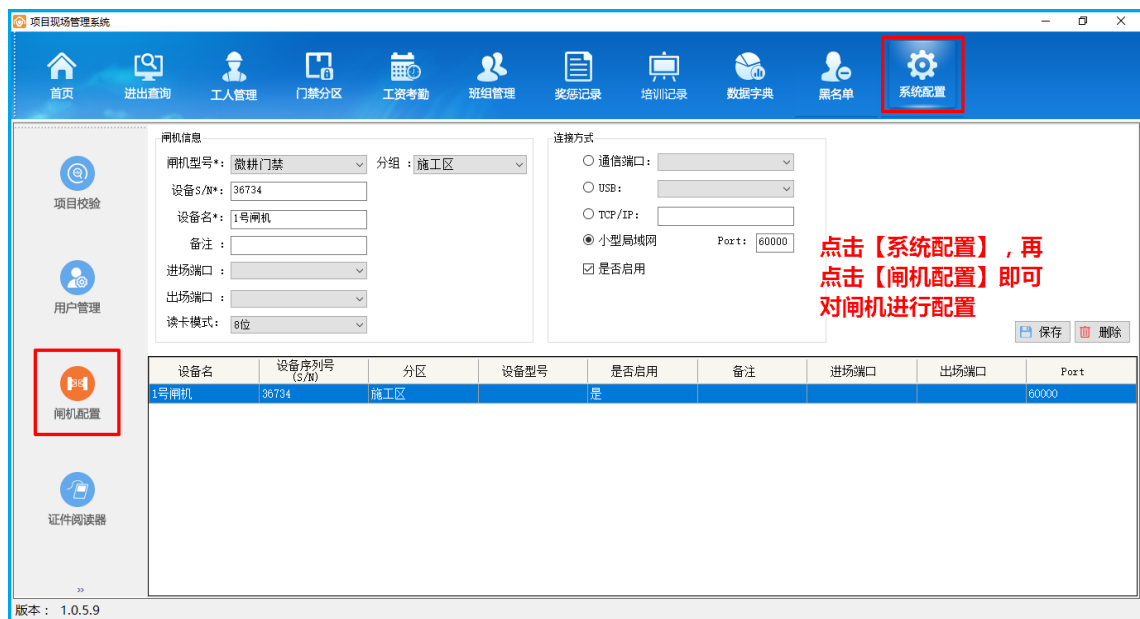 项目现场管理系统
首页 进出查询 工人管理 门禁分区 工资考勤 班组管理 奖惩记录 培训记录 数据字典 黑名单 系统配置
项目校验
用户管理
闸机配置
证件阅读器
»
闸机信息
闸机型号*: 微耕门禁 分组 : 施工区
设备S/N*: 36734
设备名*: 1号闸机
备注 :
进场端口 :
出场端口 :
读卡模式: 8位
连接方式
通信端口:
USB:
TCP/IP:
小型局域网 Port: 60000
是否启用
点击【系统配置】，再
点击【闸机配置】即可
对闸机进行配置
保存 删除
设备名 设备序列号(S/N) 分区 设备型号 是否启用 备注 进场端口 出场端口 Port
1号闸机 36734 施工区 是 60000
版本： 1.0.5.9